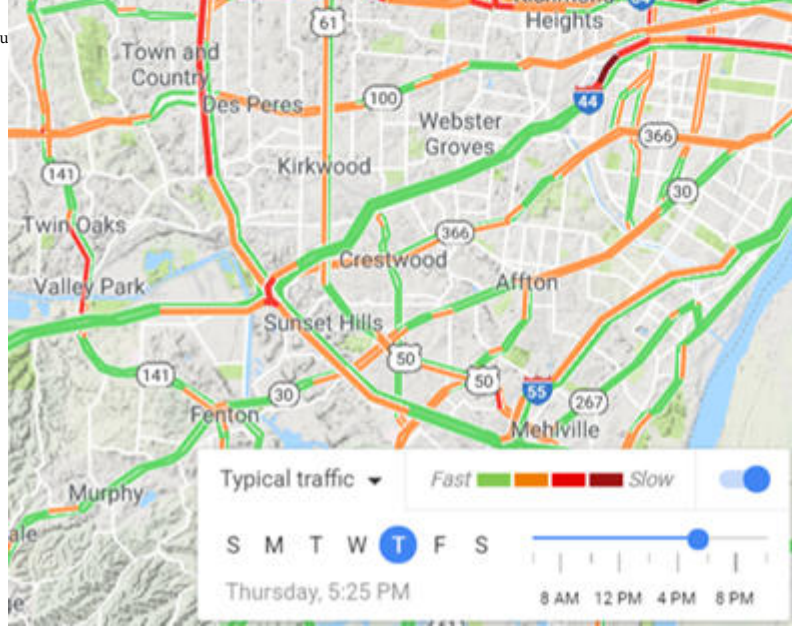 u
61
Heights
Town and
Country
Des Peres
100
44
Webster
Groves
366
Kirkwood
141
30
Twin Oaks
366
Crestwood
Valley Park
Affton
Sunset Hills
50
141
50
30
55
267
Fenton
Mehlville
Typical traffic
Fast
Slow
Murphy
ale
S M T W T F S
Thursday, 5:25 PM
8 AM 12 PM 4 PM 8 PM